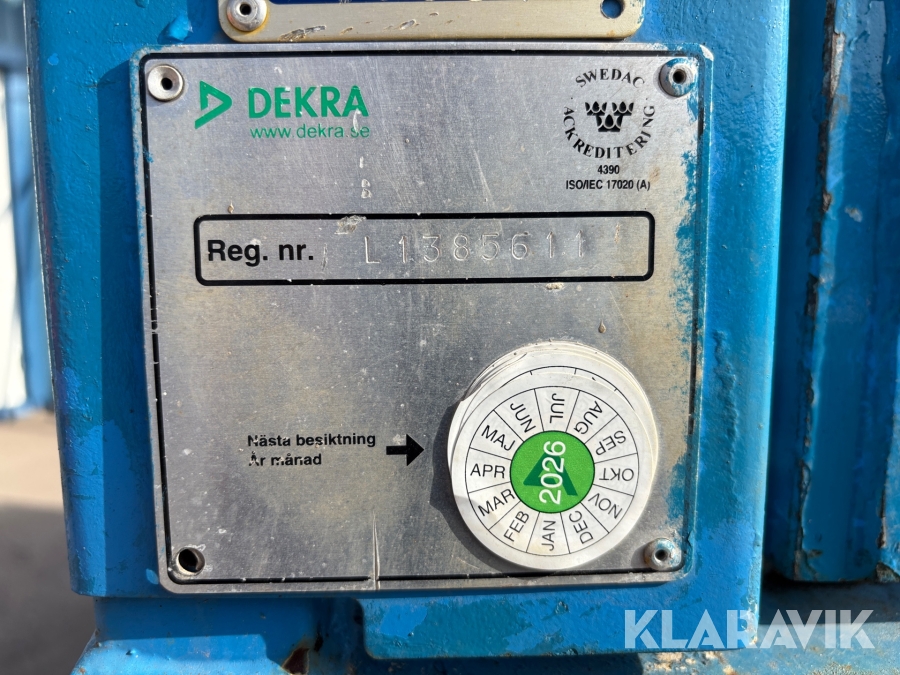 DEKRA
www.dekra.se
SWEDAC
ACKREDITERING
4390
ISO/IEC 17020 (A)
Reg. nr. L1385611
Nästa besiktning
År månad
JAN
FEB
MAR
APR
MAJ
JUN
JUL
AUG
SEP
OKT
NOV
DEC
2026
KLARAVIK